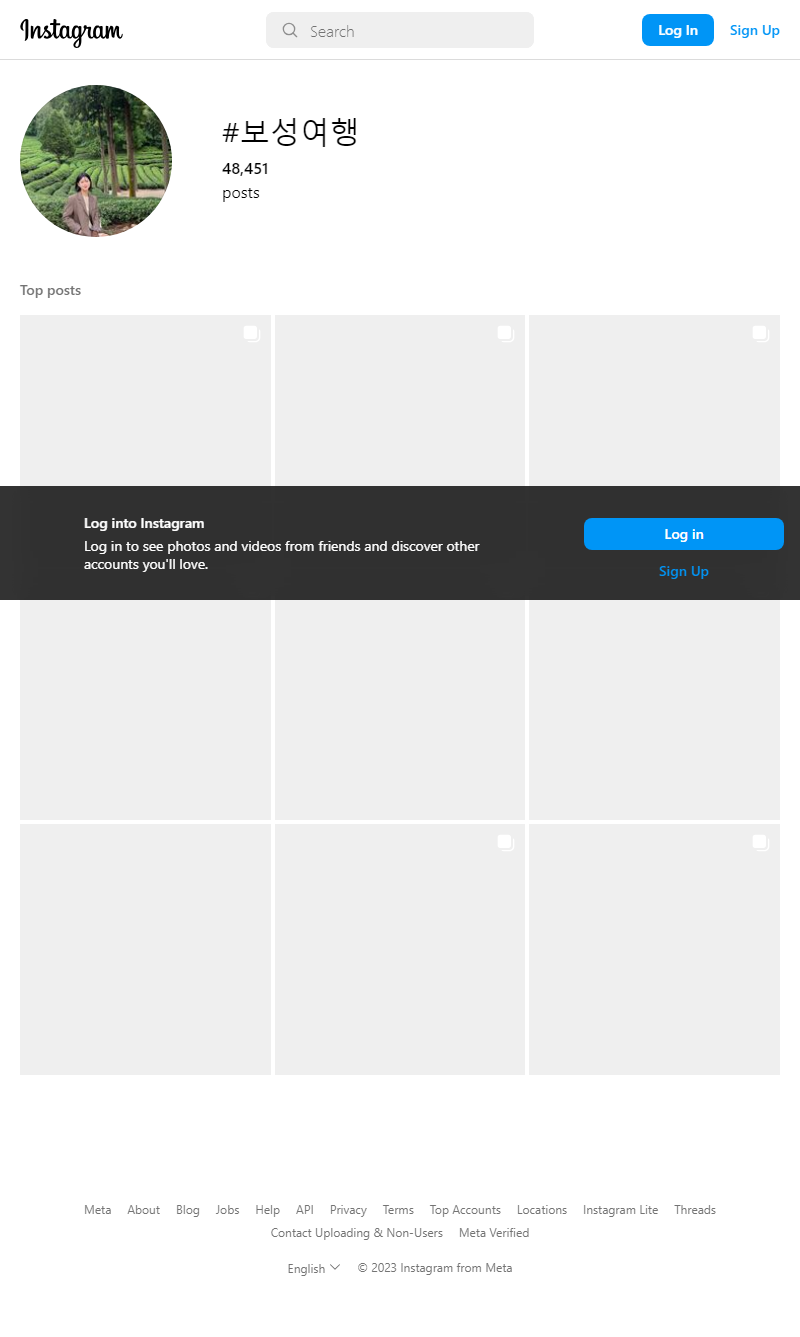 Instagram
Search
Log In
Sign Up
#보성여행
48,451
posts
Top posts
Log into Instagram
Log in to see photos and videos from friends and discover other
accounts you'll love.
Log in
Sign Up
Meta About Blog Jobs Help API Privacy Terms Top Accounts Locations Instagram Lite Threads
Contact Uploading & Non-Users Meta Verified
English © 2023 Instagram from Meta